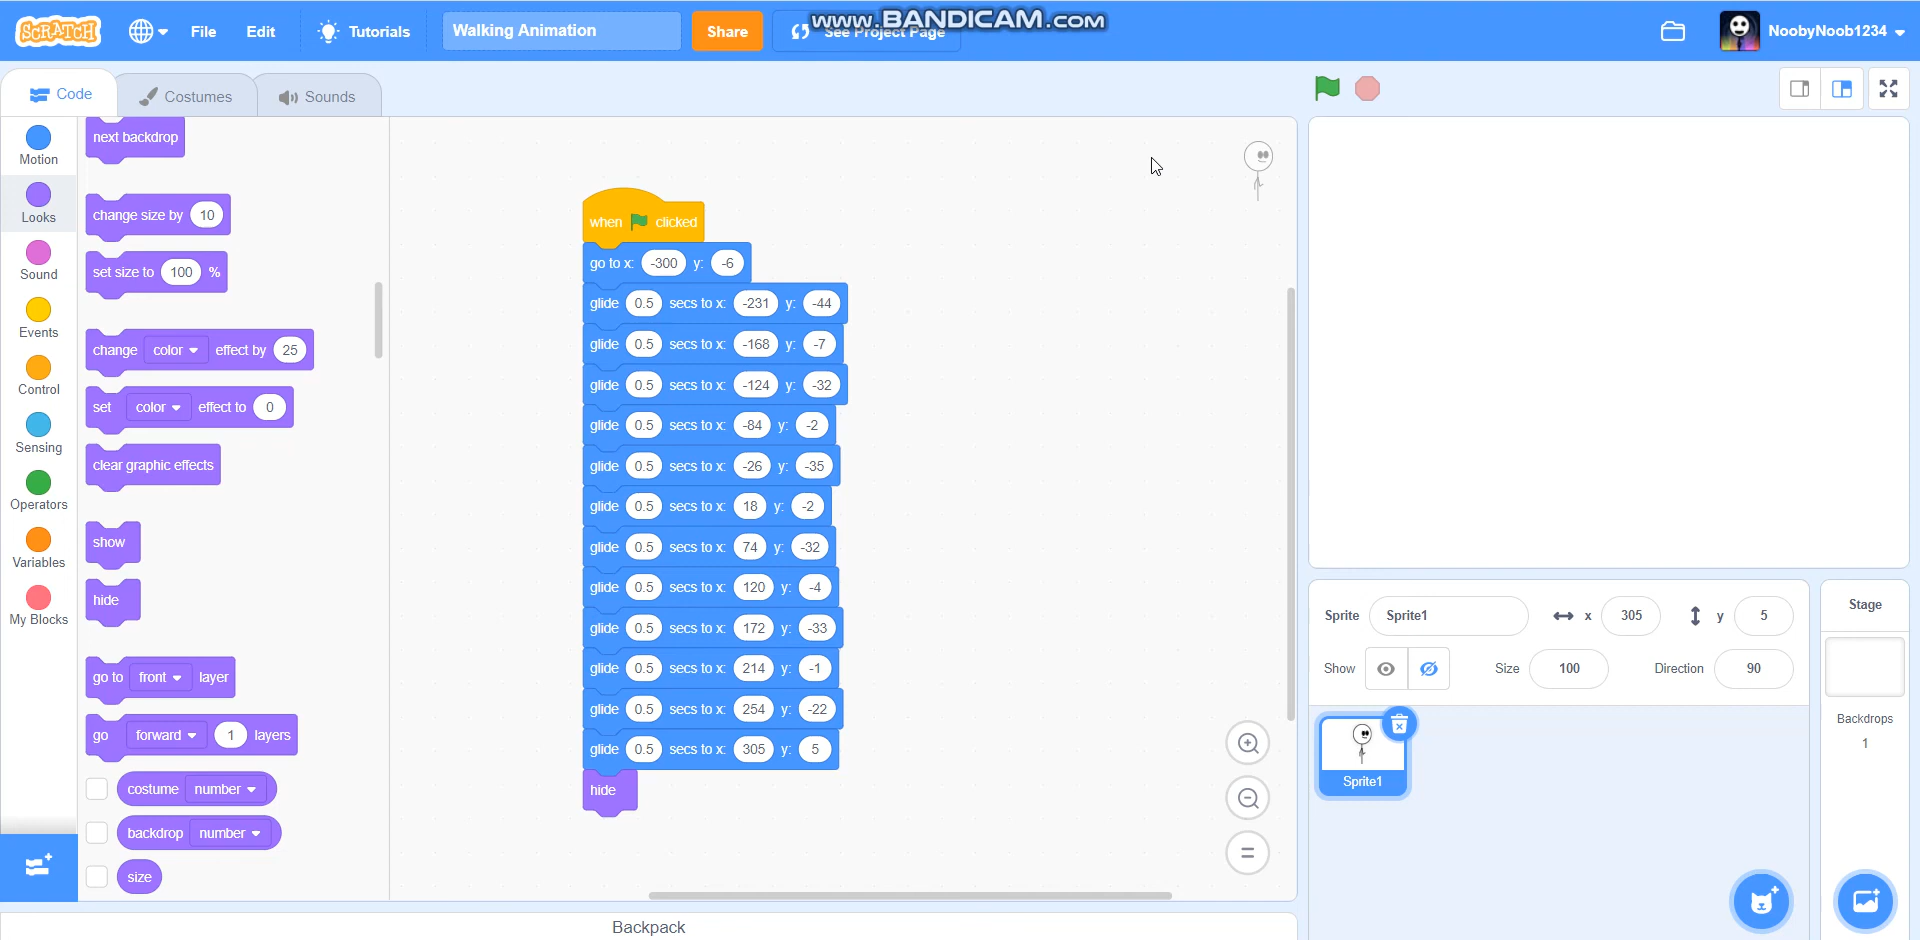 www.BANDICAM.com
SCRATCH File Edit Tutorials Walking Animation Share See Project Page NoobyNoob1234
Code Costumes Sounds
Motion
Looks
Sound
Events
Control
Sensing
Operators
Variables
My Blocks
next backdrop
change size by 10
set size to 100 %
change color effect by 25
set color effect to 0
clear graphic effects
show
hide
go to front layer
go forward 1 layers
costume number
backdrop number
size
when clicked
go to x: -300 y: -6
glide 0.5 secs to x: -231 y: -44
glide 0.5 secs to x: -168 y: -7
glide 0.5 secs to x: -124 y: -32
glide 0.5 secs to x: -84 y: -2
glide 0.5 secs to x: -26 y: -35
glide 0.5 secs to x: 18 y: -2
glide 0.5 secs to x: 74 y: -32
glide 0.5 secs to x: 120 y: -4
glide 0.5 secs to x: 172 y: -33
glide 0.5 secs to x: 214 y: -1
glide 0.5 secs to x: 254 y: -22
glide 0.5 secs to x: 305 y: 5
hide
Backpack
Sprite Sprite1 x 305 y 5
Show Size 100 Direction 90
Sprite1
Stage
Backdrops
1